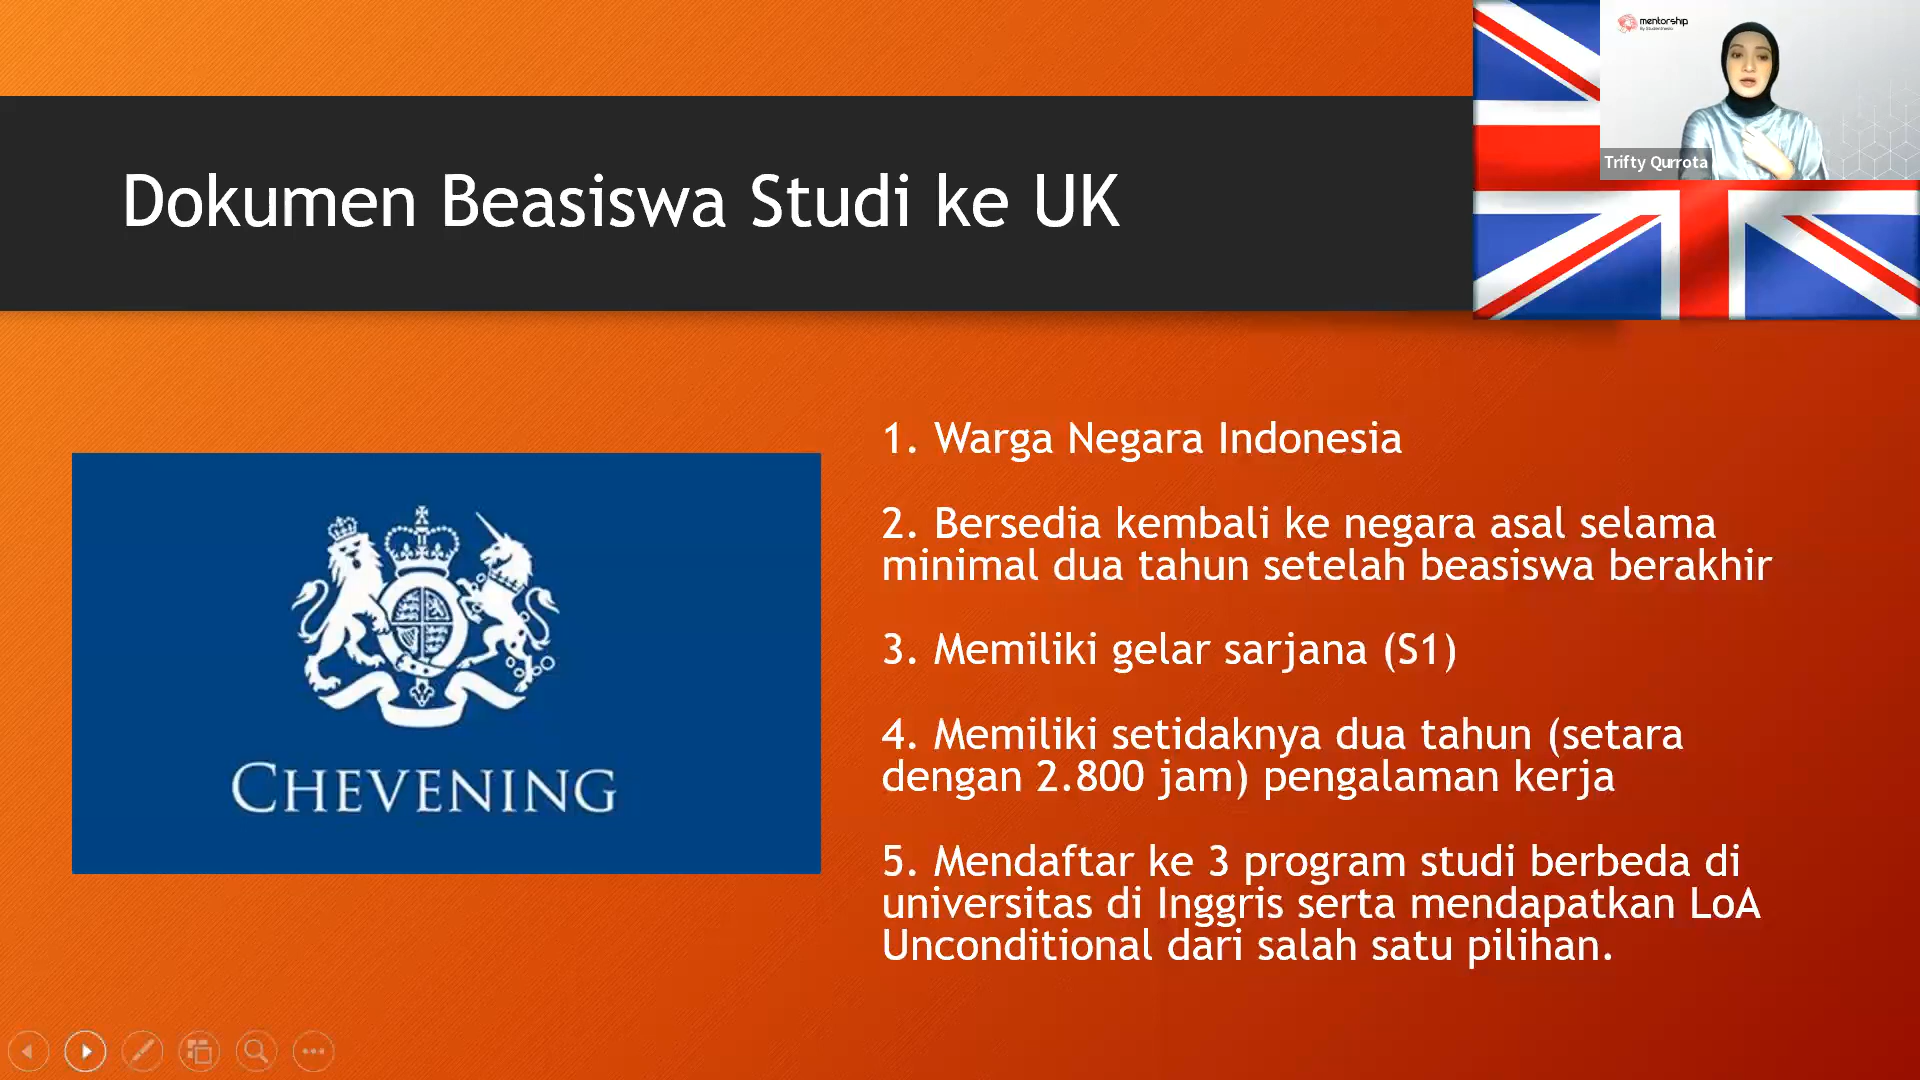 mentorship
Trifty Qurrota
Dokumen Beasiswa Studi ke UK
CHEVENING
1. Warga Negara Indonesia
2. Bersedia kembali ke negara asal selama
minimal dua tahun setelah beasiswa berakhir
3. Memiliki gelar sarjana (S1)
4. Memiliki setidaknya dua tahun (setara
dengan 2.800 jam) pengalaman kerja
5. Mendaftar ke 3 program studi berbeda di
universitas di Inggris serta mendapatkan LoA
Unconditional dari salah satu pilihan.